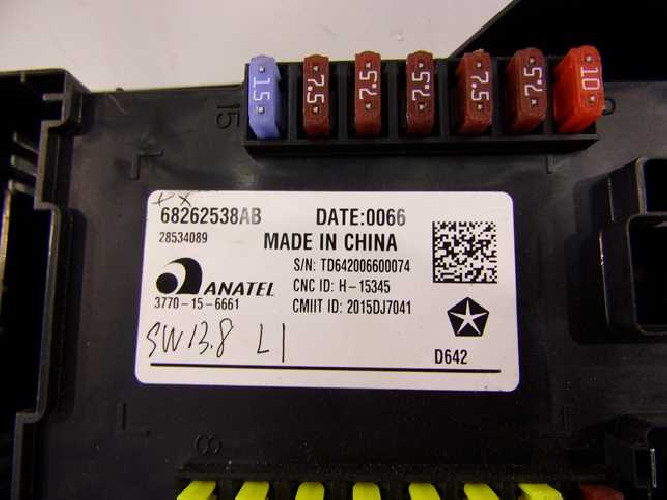 15 7.5 7.5 7.5 7.5 7.5 10
15
68262538AB DATE:0066
28534089 MADE IN CHINA
S/N: TD642006600074
ANATEL CNC ID: H-15345
3770-15-6661 CMIIT ID: 2015DJ7041
SW13.8 L1
D642
8